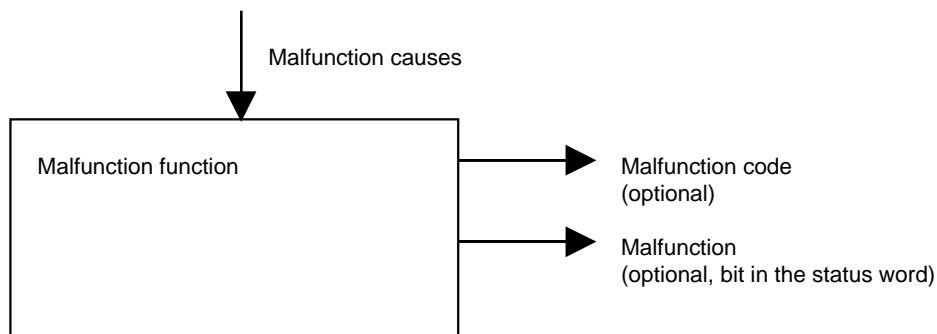 Malfunction causes
Malfunction function
Malfunction code
(optional)
Malfunction
(optional, bit in the status word)